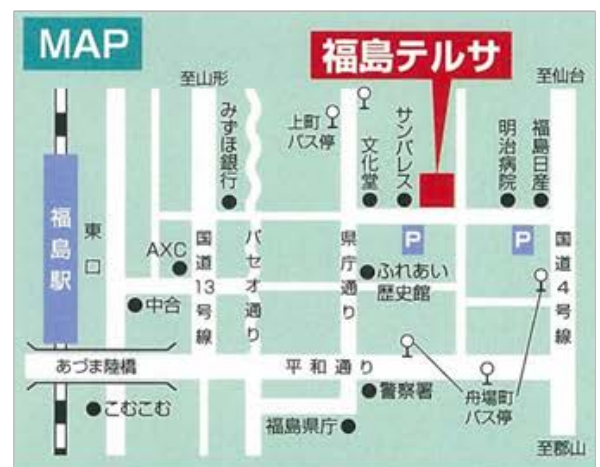 MAP
福島テルサ
至山形
至仙台
みずほ銀行
上町
バス停
文化堂
サンパレス
明治病院
福島日産
福島駅
東口
AXC
国道13号線
パセオ通り
県庁通り
P
P
国道4号線
ふれあい
歴史館
中合
あづま陸橋
平和通り
こむこむ
警察署
舟場町
バス停
福島県庁
至郡山